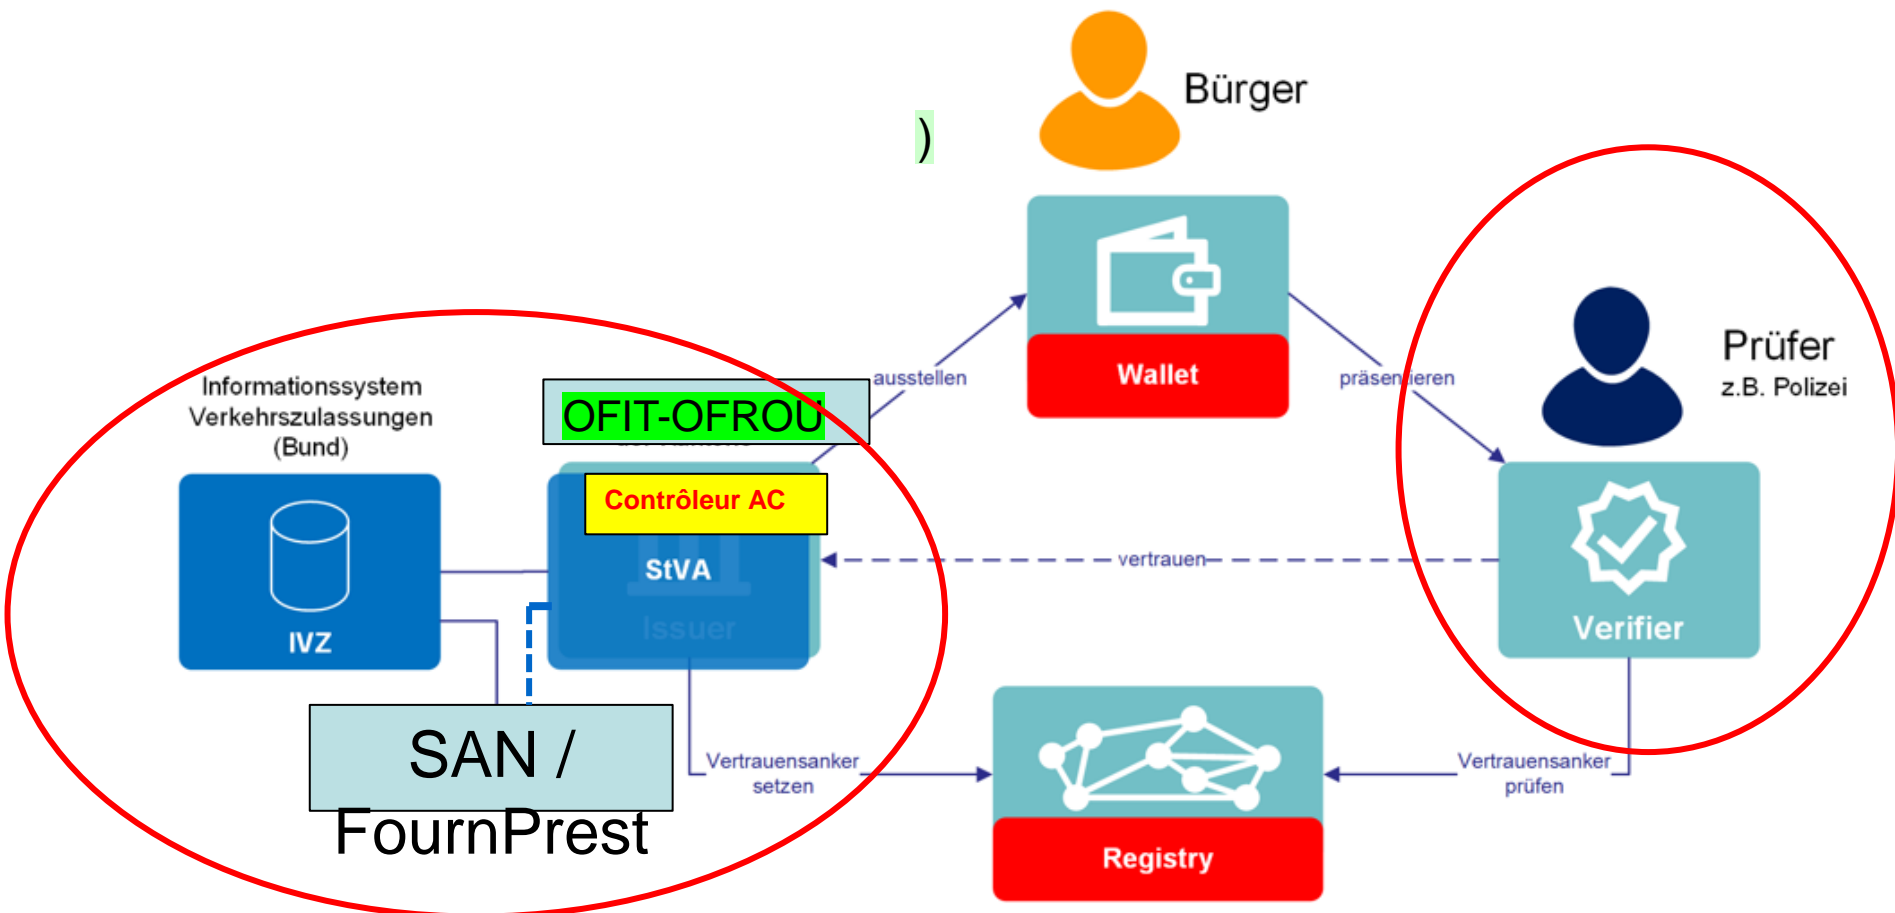 Bürger
)
Wallet
ausstellen
präsentieren
Prüfer
z.B. Polizei
Informationssystem
Verkehrszulassungen
(Bund)
OFIT-OFROU
Contrôleur AC
StVA
Issuer
IVZ
vertrauen
Verifier
SAN /
FournPrest
Vertrauensanker
setzen
Vertrauensanker
prüfen
Registry